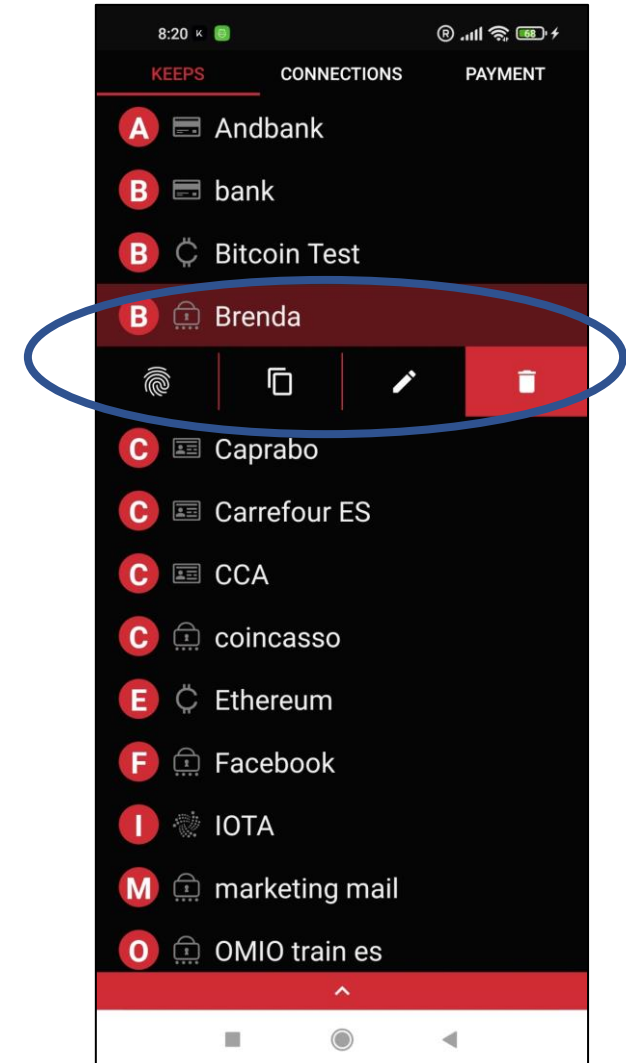 8:20 K
® 68
KEEPS CONNECTIONS PAYMENT
A Andbank
B bank
B Bitcoin Test
B Brenda
C Caprabo
C Carrefour ES
C CCA
C coincasso
E Ethereum
F Facebook
I IOTA
M marketing mail
O OMIO train es